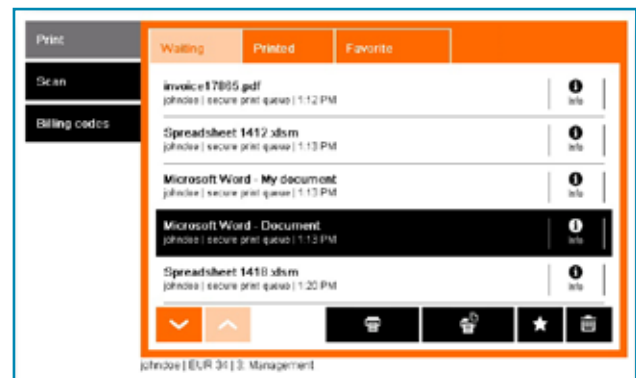 Print
Scan
Billing codes
Waiting
Printed
Favorite
invoice17865.pdf
johndoe | secure print queue | 1:12 PM
Info
Spreadsheet 1412.xlsm
johndoe | secure print queue | 1:13 PM
Info
Microsoft Word - My document
johndoe | secure print queue | 1:13 PM
Info
Microsoft Word - Document
johndoe | secure print queue | 1:13 PM
Info
Spreadsheet 1418.xlsm
johndoe | secure print queue | 1:20 PM
Info
johndoe | EUR 34 | 3: Management